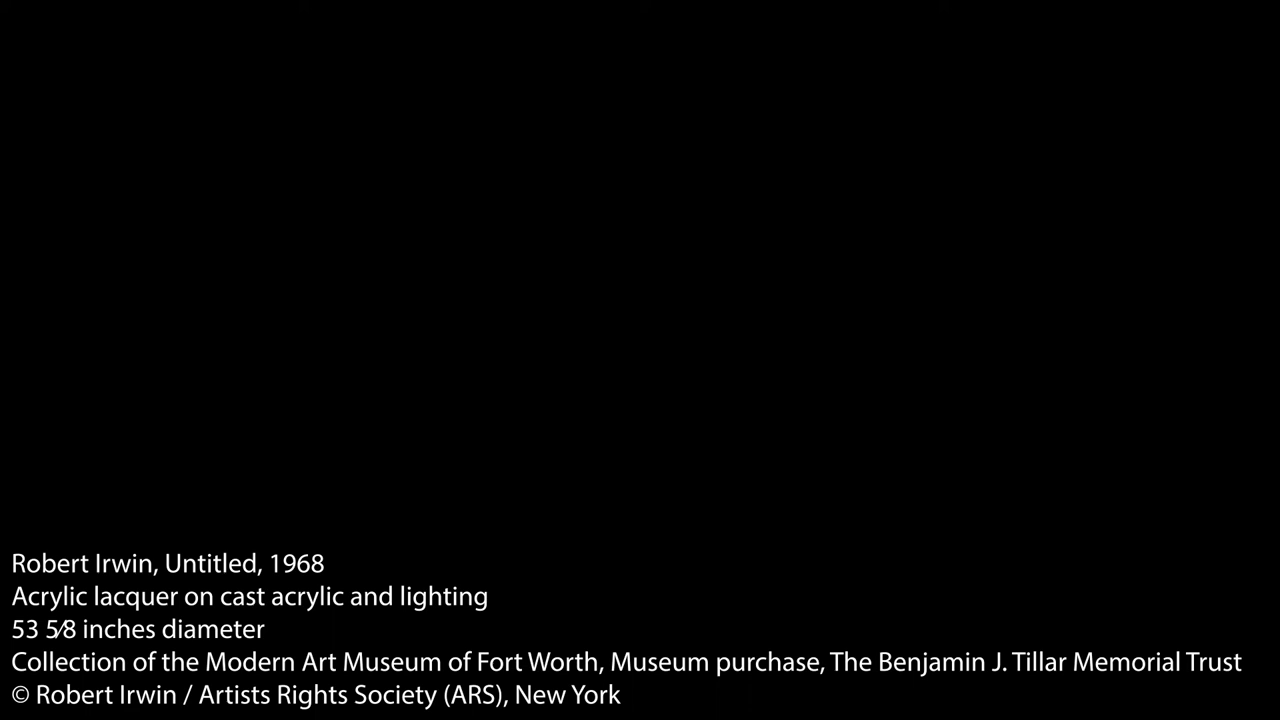 Robert Irwin, Untitled, 1968
Acrylic lacquer on cast acrylic and lighting
53 5⁄8 inches diameter
Collection of the Modern Art Museum of Fort Worth, Museum purchase, The Benjamin J. Tillar Memorial Trust
© Robert Irwin / Artists Rights Society (ARS), New York